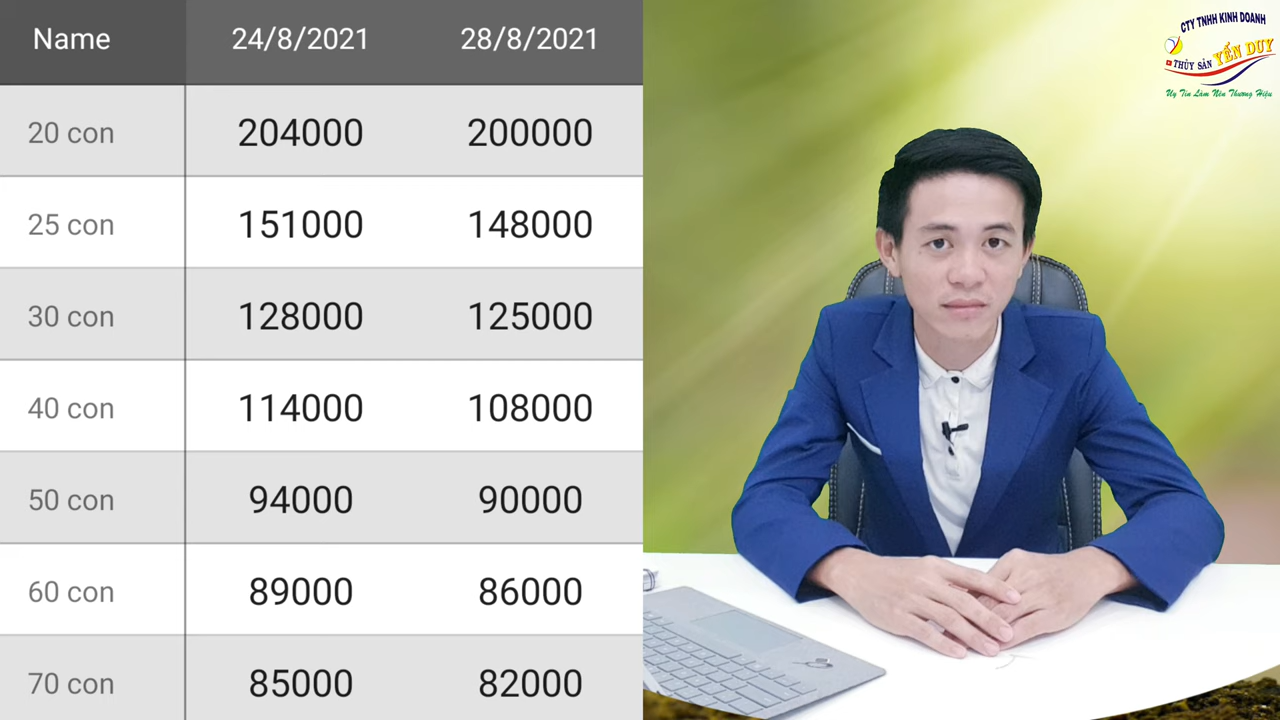 Name 24/8/2021 28/8/2021
20 con 204000 200000
25 con 151000 148000
30 con 128000 125000
40 con 114000 108000
50 con 94000 90000
60 con 89000 86000
70 con 85000 82000
CTY TNHH KINH DOANH
THỦY SẢN YẾN DUY
Uy Tín Làm Nên Thương Hiệu